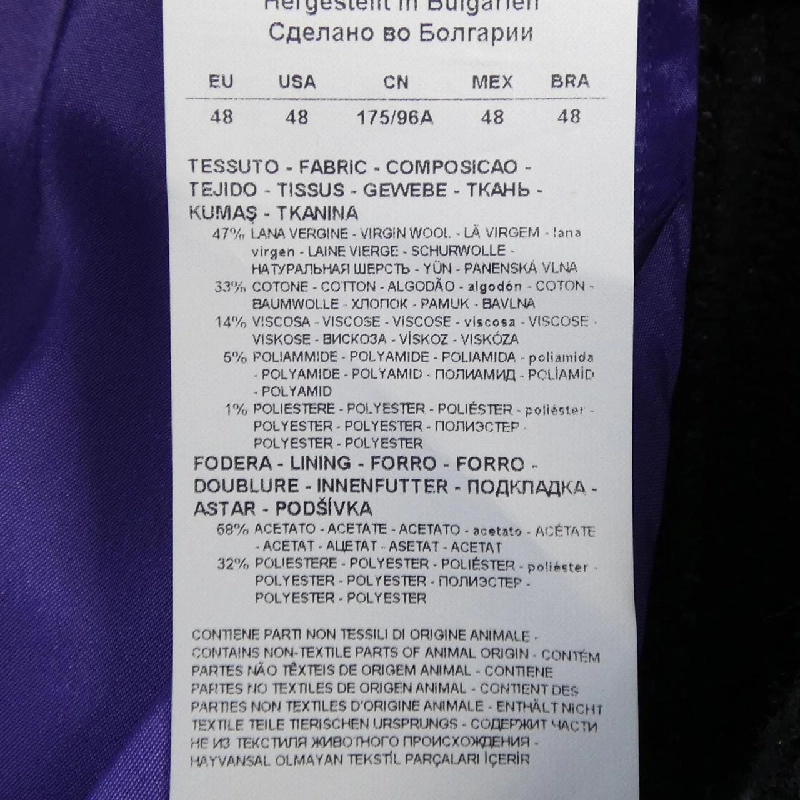 Hergestellt in Bulgarien
Сделано во Болгарии
EU USA CN MEX BRA
48 48 175/96A 48 48
TESSUTO - FABRIC - COMPOSICAO -
TEJIDO - TISSUS - GEWEBE - ТКАНЬ -
KUMAŞ - TKANINA
47% LANA VERGINE - VIRGIN WOOL - LÃ VIRGEM - lana
virgen - LAINE VIERGE - SCHURWOLLE -
НАТУРАЛЬНАЯ ШЕРСТЬ - YÜN - PANENSKÁ VLNA
33% COTONE - COTTON - ALGODÃO - algodón - COTON -
BAUMWOLLE - ХЛОПОК - PAMUK - BAVLNA
14% VISCOSA - VISCOSE - VISCOSE - viscosa - VISCOSE -
VISKOSE - ВИСКОЗА - VİSKOZ - VISKÓZA
5% POLIAMMIDE - POLYAMIDE - POLIAMIDA - poliamida
- POLYAMIDE - POLYAMID - ПОЛИАМИД - POLİAMİD
- POLYAMID
1% POLIESTERE - POLYESTER - POLIÉSTER - poliéster -
POLYESTER - POLYESTER - ПОЛИЭСТЕР -
POLYESTER - POLYESTER
FODERA - LINING - FORRO - FORRO -
DOUBLURE - INNENFUTTER - ПОДКЛАДКА -
ASTAR - PODŠÍVKA
68% ACETATO - ACETATE - ACETATO - acetato - ACÉTATE
- ACETAT - АЦЕТАТ - ASETAT - ACETAT
32% POLIESTERE - POLYESTER - POLIÉSTER - poliéster -
POLYESTER - POLYESTER - ПОЛИЭСТЕР -
POLYESTER - POLYESTER
CONTIENE PARTI NON TESSILI DI ORIGINE ANIMALE -
CONTAINS NON-TEXTILE PARTS OF ANIMAL ORIGIN - CONTÉM
PARTES NÃO TÊXTEIS DE ORIGEM ANIMAL - CONTIENE
PARTES NO TEXTILES DE ORIGEN ANIMAL - CONTIENT DES
PARTIES NON TEXTILES D'ORIGINE ANIMALE - ENTHÄLT NICHT
TEXTILE TEILE TIERISCHEN URSPRUNGS - СОДЕРЖИТ ЧАСТИ
НЕ ИЗ ТЕКСТИЛЯ ЖИВОТНОГО ПРОИСХОЖДЕНИЯ -
HAYVANSAL OLMAYAN TEKSTİL PARÇALARI İÇERİR